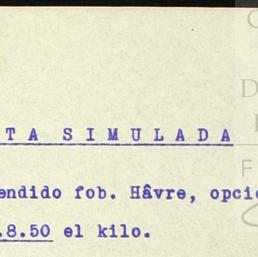 TA SIMULADA
endido fob. Hâvre, opci
.8.50 el kilo.